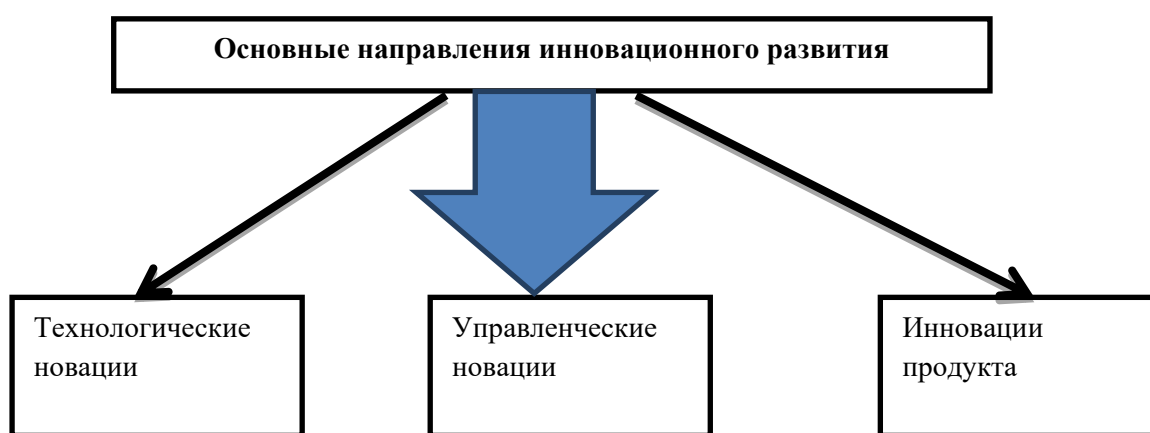 Основные направления инновационного развития
Технологические
новации
Управленческие
новации
Инновации
продукта